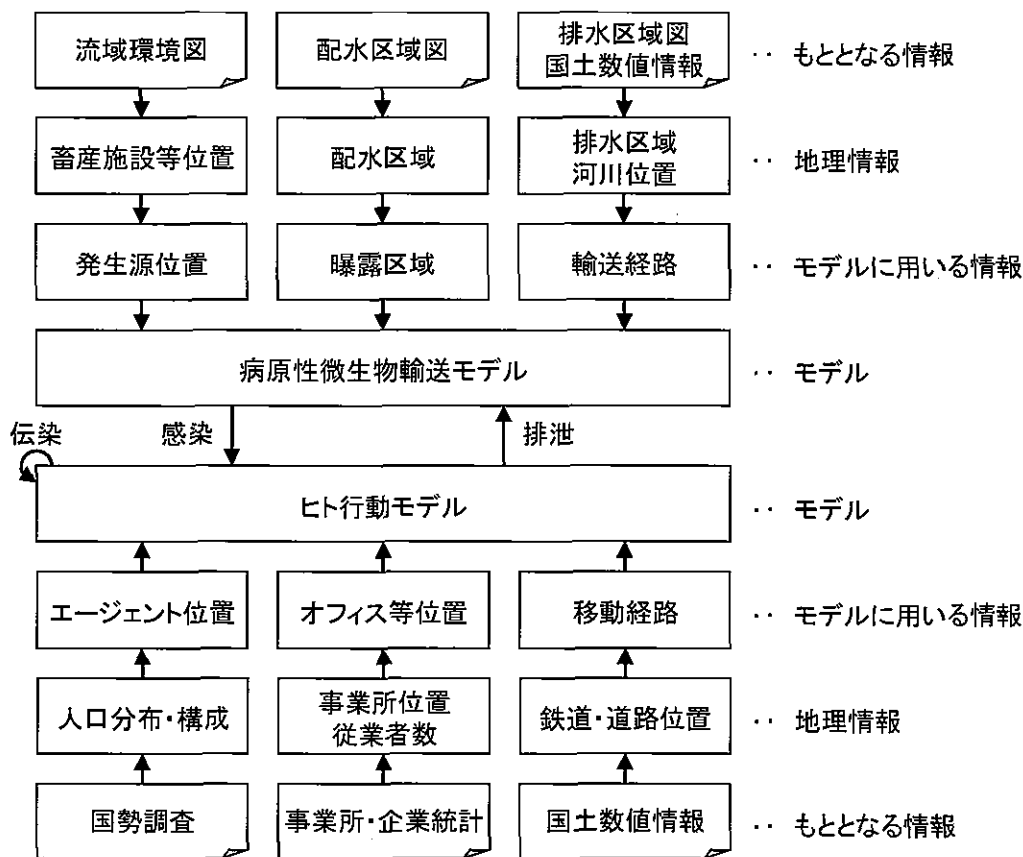 流域環境図
配水区域図
排水区域図
国土数値情報
‥ もととなる情報
畜産施設等位置
配水区域
排水区域
河川位置
‥ 地理情報
発生源位置
曝露区域
輸送経路
‥ モデルに用いる情報
病原性微生物輸送モデル
‥ モデル
伝染
感染
排泄
ヒト行動モデル
‥ モデル
エージェント位置
オフィス等位置
移動経路
‥ モデルに用いる情報
人口分布・構成
事業所位置
従業者数
鉄道・道路位置
‥ 地理情報
国勢調査
事業所・企業統計
国土数値情報
‥ もととなる情報